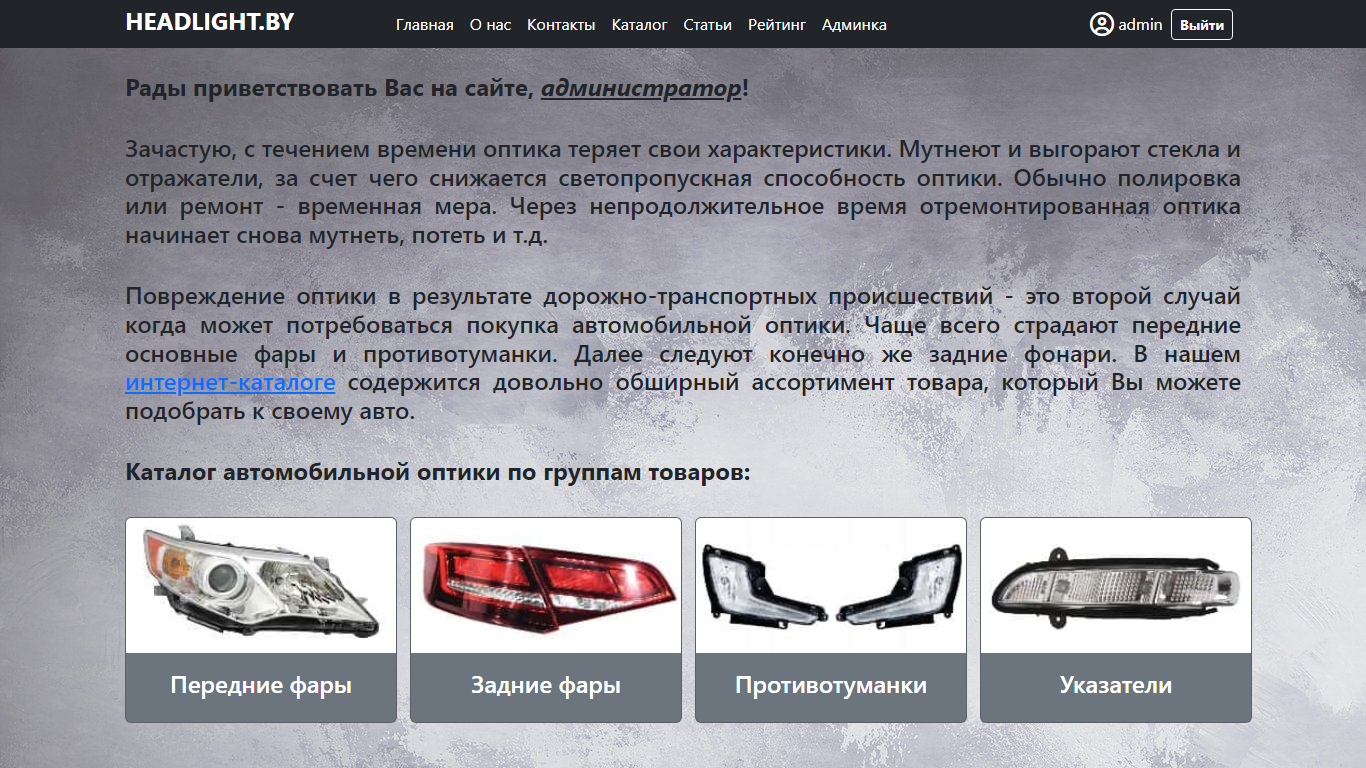 HEADLIGHT.BY Главная О нас Контакты Каталог Статьи Рейтинг Админка admin Выйти
Рады приветствовать Вас на сайте, администратор!
Зачастую, с течением времени оптика теряет свои характеристики. Мутнеют и выгорают стекла и
отражатели, за счет чего снижается светопропускная способность оптики. Обычно полировка
или ремонт - временная мера. Через непродолжительное время отремонтированная оптика
начинает снова мутнеть, потеть и т.д.
Повреждение оптики в результате дорожно-транспортных происшествий - это второй случай
когда может потребоваться покупка автомобильной оптики. Чаще всего страдают передние
основные фары и противотуманки. Далее следуют конечно же задние фонари. В нашем
интернет-каталоге содержится довольно обширный ассортимент товара, который Вы можете
подобрать к своему авто.
Каталог автомобильной оптики по группам товаров:
Передние фары Задние фары Противотуманки Указатели